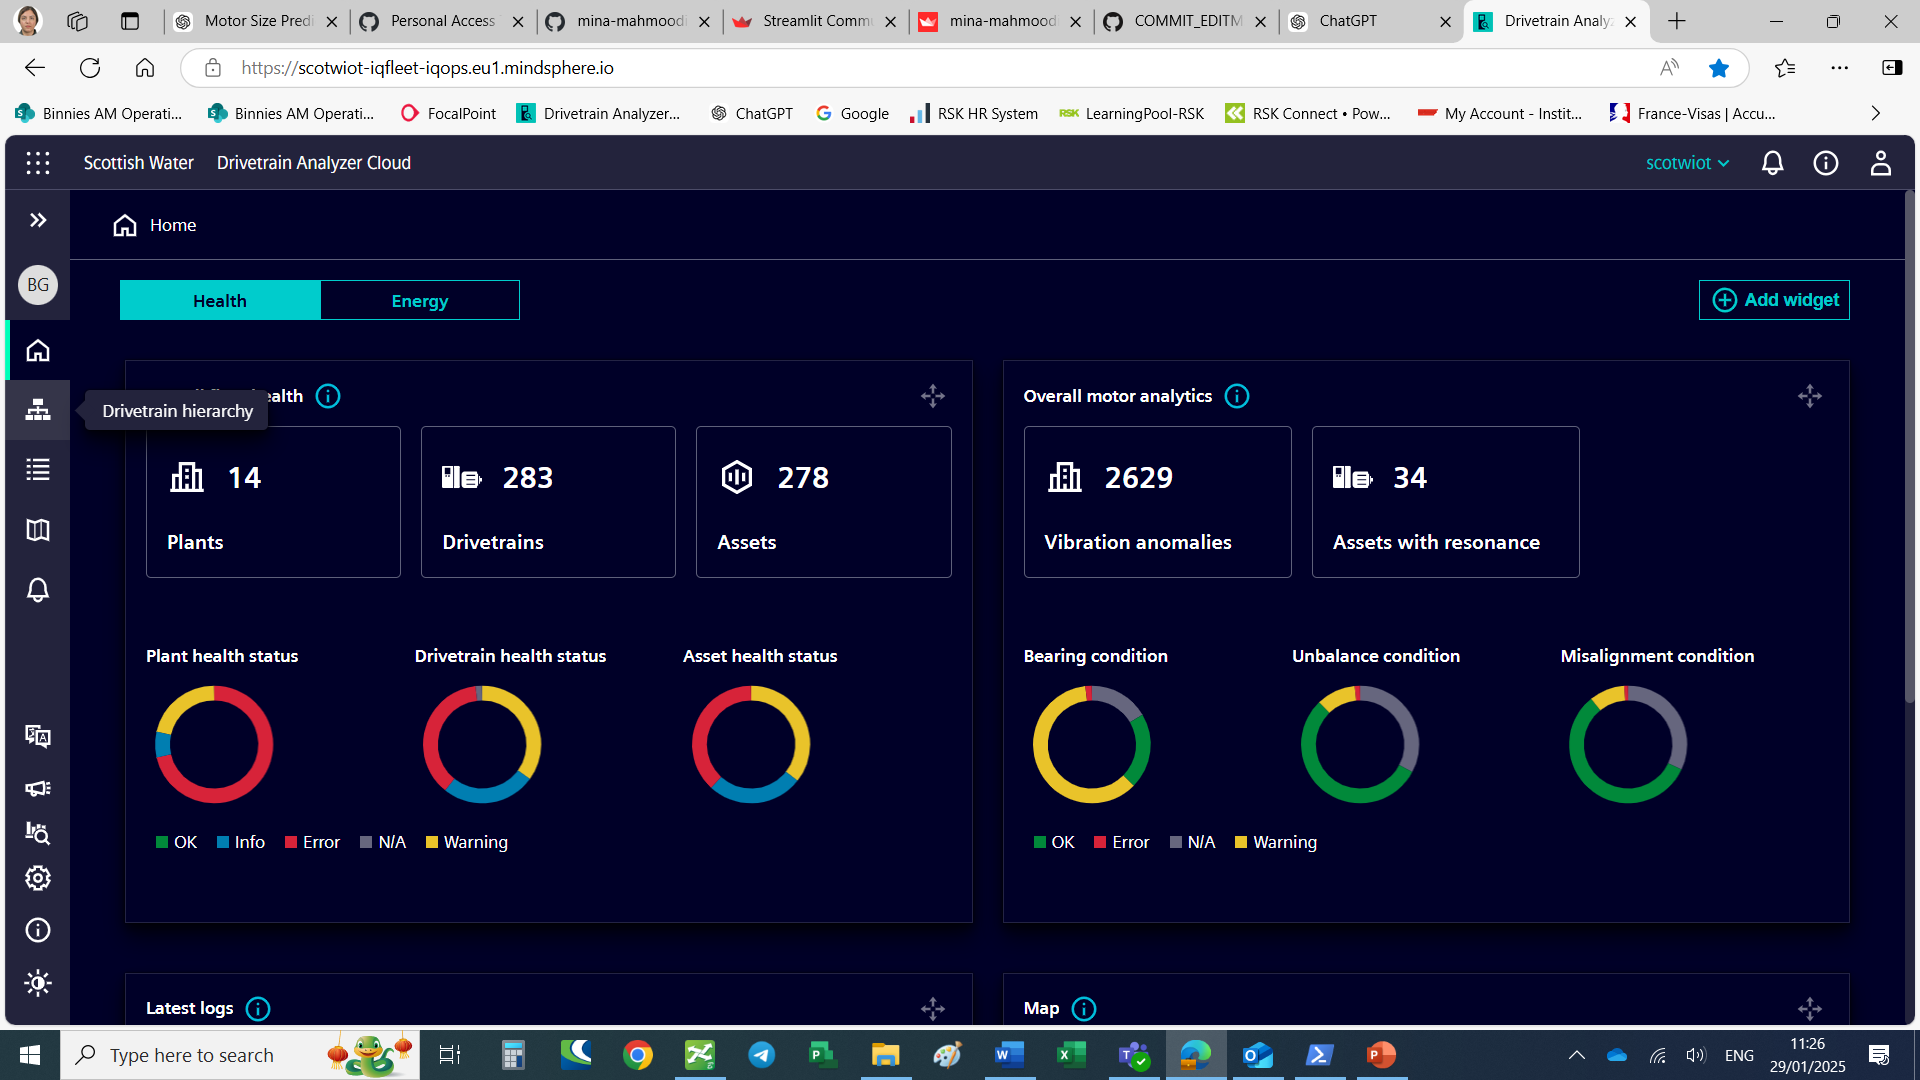 Motor Size Predi
Personal Access
mina-mahmoodi
Streamlit Commu
mina-mahmood
COMMIT_EDITM
ChatGPT
Drivetrain Analyz
https://scotwiot-iqfleet-iqops.eu1.mindsphere.io
Binnies AM Operati...
Binnies AM Operati...
FocalPoint
Drivetrain Analyzer...
ChatGPT
Google
RSK HR System
RSK LearningPool-RSK
RSK Connect • Pow...
My Account - Instit...
France-Visas | Accu...
Scottish Water
Drivetrain Analyzer Cloud
scotwiot
Home
BG
Health
Energy
Add widget
Drivetrain hierarchy
ealth
Overall motor analytics
14
Plants
283
Drivetrains
278
Assets
2629
Vibration anomalies
34
Assets with resonance
Plant health status
Drivetrain health status
Asset health status
Bearing condition
Unbalance condition
Misalignment condition
OK Info Error N/A Warning
OK Error N/A Warning
Latest logs
Map
Type here to search
ENG
11:26
29/01/2025